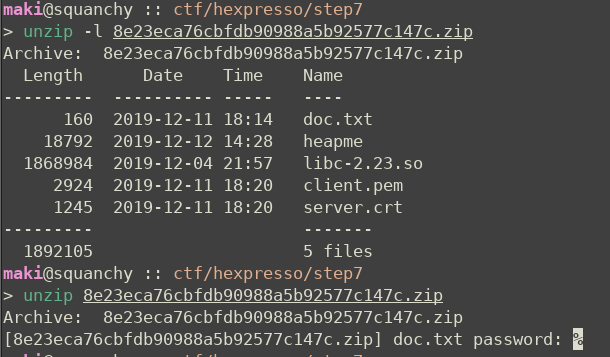 maki@squanchy :: ctf/hexpresso/step7
> unzip -l 8e23eca76cbfdb90988a5b92577c147c.zip
Archive:  8e23eca76cbfdb90988a5b92577c147c.zip
  Length      Date    Time    Name
---------  ---------- -----   ----
      160  2019-12-11 18:14   doc.txt
    18792  2019-12-12 14:28   heapme
  1868984  2019-12-04 21:57   libc-2.23.so
     2924  2019-12-11 18:20   client.pem
     1245  2019-12-11 18:20   server.crt
---------                     -------
  1892105                     5 files
maki@squanchy :: ctf/hexpresso/step7
> unzip 8e23eca76cbfdb90988a5b92577c147c.zip
Archive:  8e23eca76cbfdb90988a5b92577c147c.zip
[8e23eca76cbfdb90988a5b92577c147c.zip] doc.txt password: %